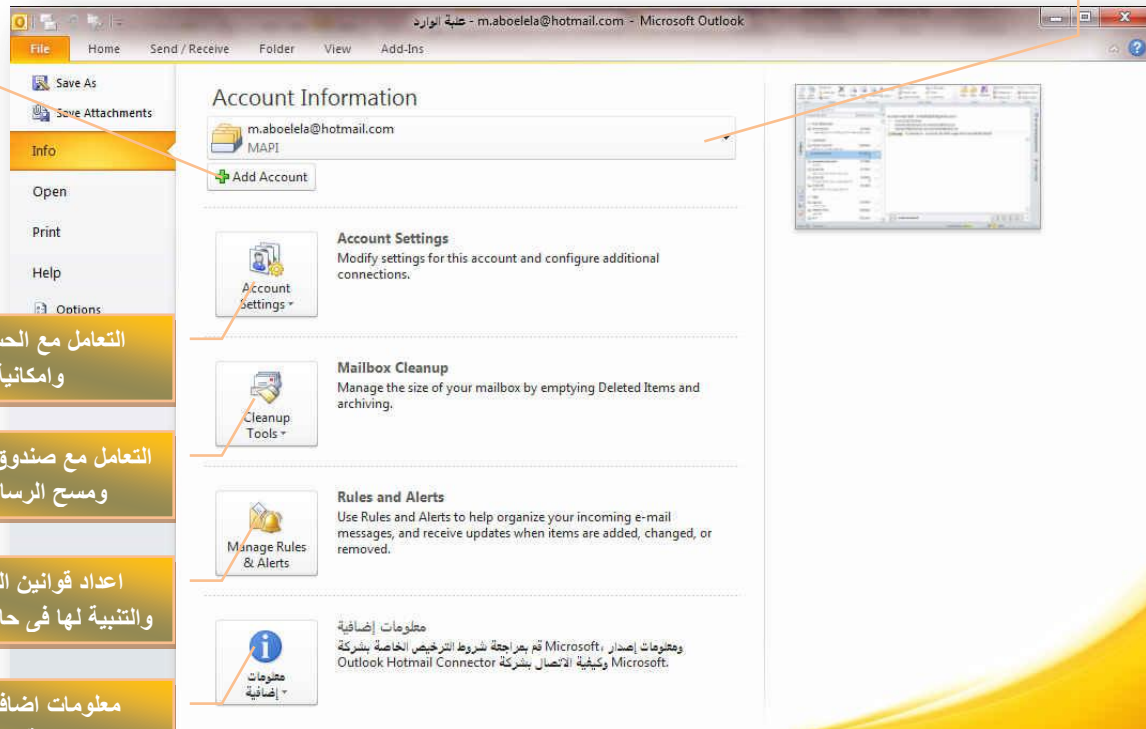 m.aboelela@hotmail.com - علبة الوارد - Microsoft Outlook
File Home Send / Receive Folder View Add-Ins
Save As
Save Attachments
Info
Open
Print
Help
Options
Account Information
m.aboelela@hotmail.com
MAPI
Add Account
Account Settings
Account Settings
Modify settings for this account and configure additional
connections.
Cleanup Tools
Mailbox Cleanup
Manage the size of your mailbox by emptying Deleted Items and
archiving.
Manage Rules & Alerts
Rules and Alerts
Use Rules and Alerts to help organize your incoming e-mail
messages, and receive updates when items are added, changed, or
removed.
معلومات إضافية
معلومات إضافية
قم بمراجعة شروط الترخيص الخاصة بشركة Microsoft، ومعلومات إصدار
Outlook Hotmail Connector وكيفية الاتصال بشركة Microsoft.
التعامل مع
التعامل مع صندوق
ومسح
اعداد قوانين
والتنبية لها فى
معلومات